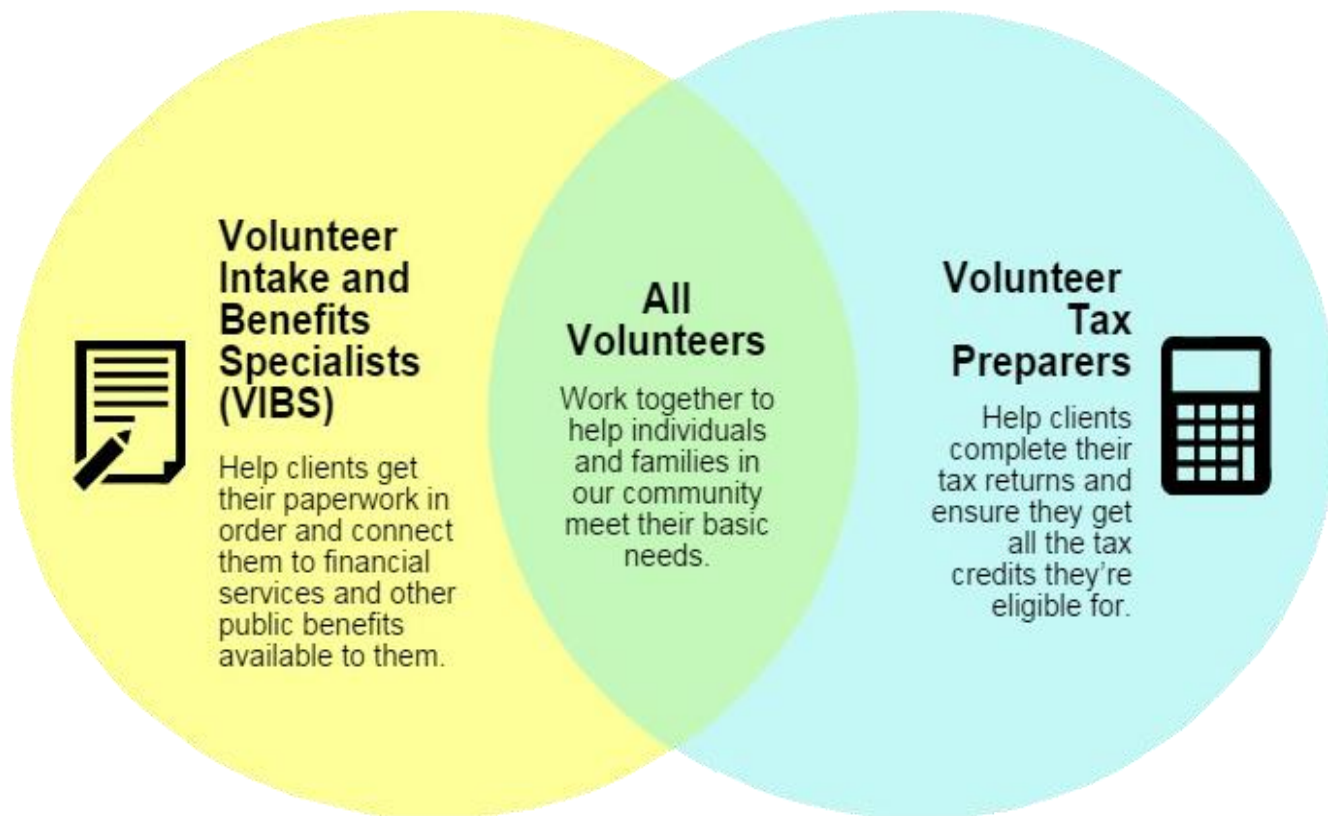 Volunteer
Intake and
Benefits
Specialists
(VIBS)
Help clients get
their paperwork in
order and connect
them to financial
services and other
public benefits
available to them.
All
Volunteers
Work together to
help individuals
and families in
our community
meet their basic
needs.
Volunteer
Tax
Preparers
Help clients
complete their
tax returns and
ensure they get
all the tax
credits they're
eligible for.